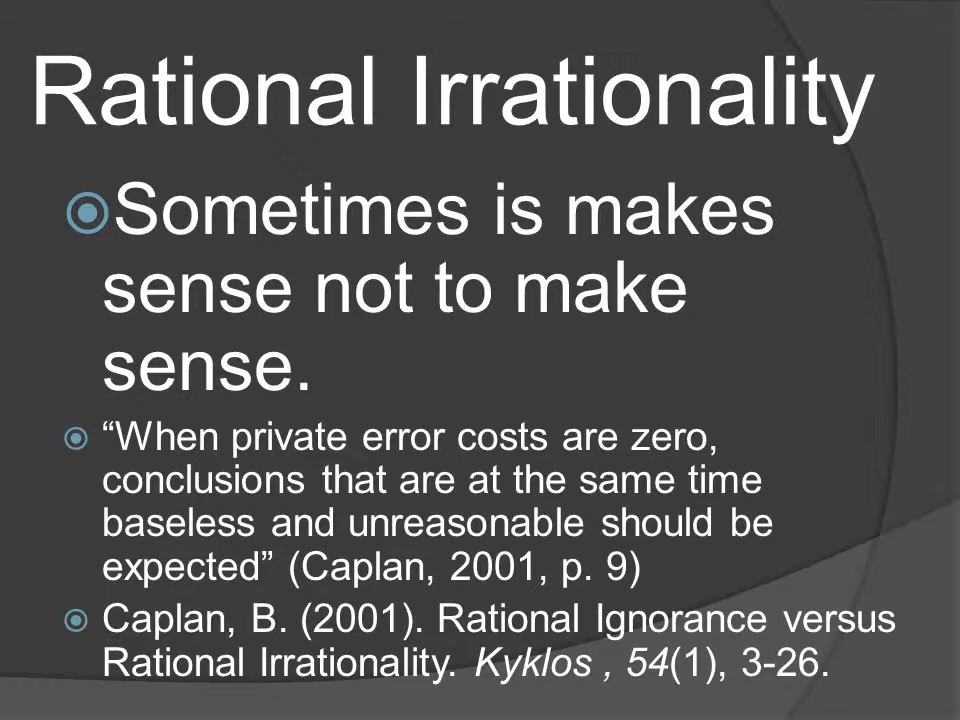 Rational Irrationality
Sometimes is makes
sense not to make
sense.
“When private error costs are zero,
conclusions that are at the same time
baseless and unreasonable should be
expected” (Caplan, 2001, p. 9)
Caplan, B. (2001). Rational Ignorance versus
Rational Irrationality. Kyklos , 54(1), 3-26.